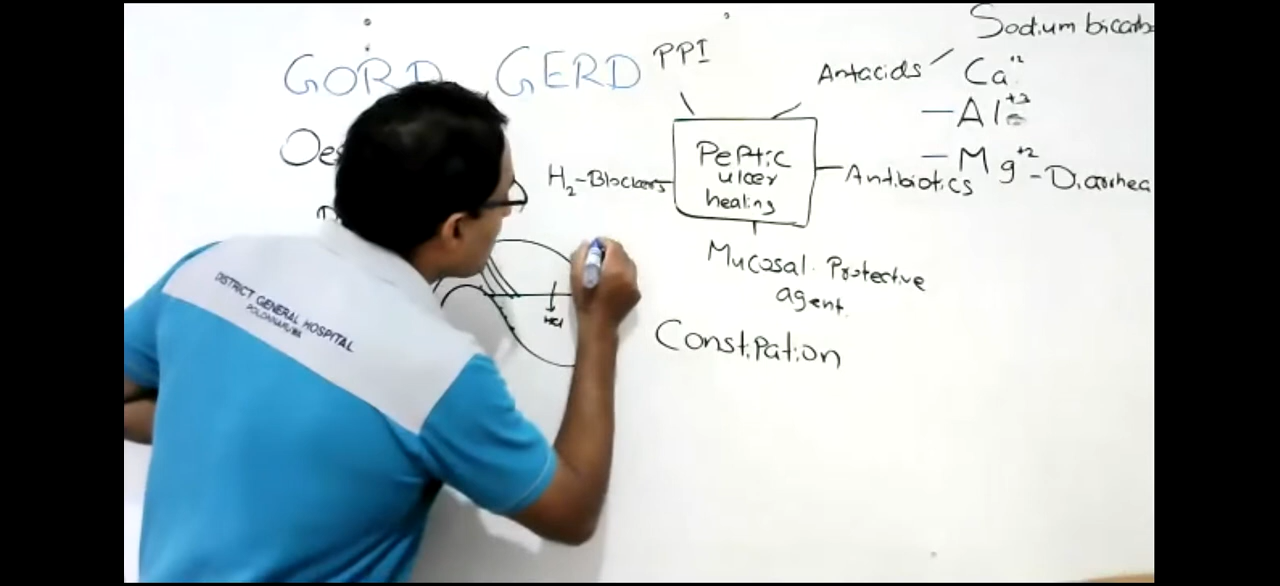 GORD GERD
Oes
PPI
H₂-Blockers
Peptic
ulcer
healing
Antacids
Sodium bicarb
Ca⁺²
Al⁺³
Mg⁺² - Diarrhea
Antibiotics
Mucosal Protective
agent.
Constipation
HCl
DISTRICT GENERAL HOSPITAL
POLONNARUWA